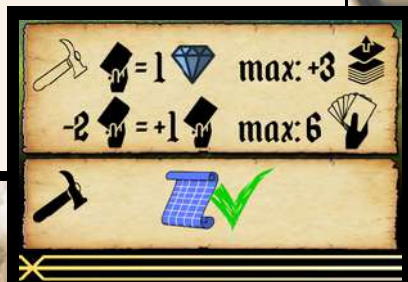 = 1 max: +3
-2 = +1 max: 6